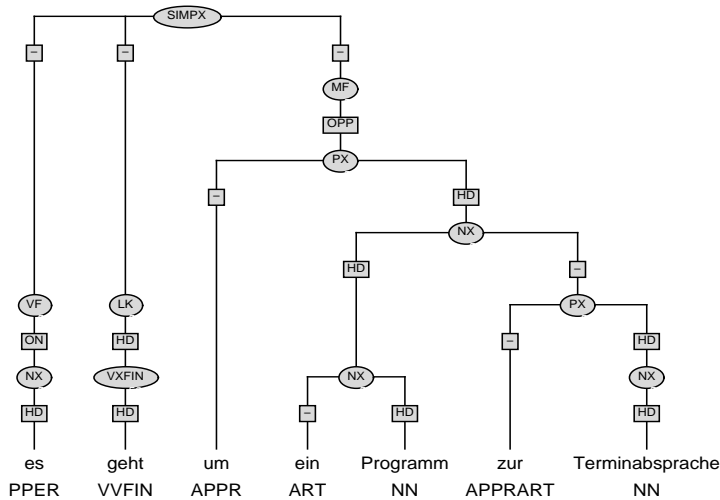 SIMPX
– – –
MF
OPP
PX
– HD
NX
HD –
VF LK PX
ON HD – HD
NX VXFIN NX NX
HD HD – HD HD
es geht um ein Programm zur Terminabsprache
PPER VVFIN APPR ART NN APPRART NN